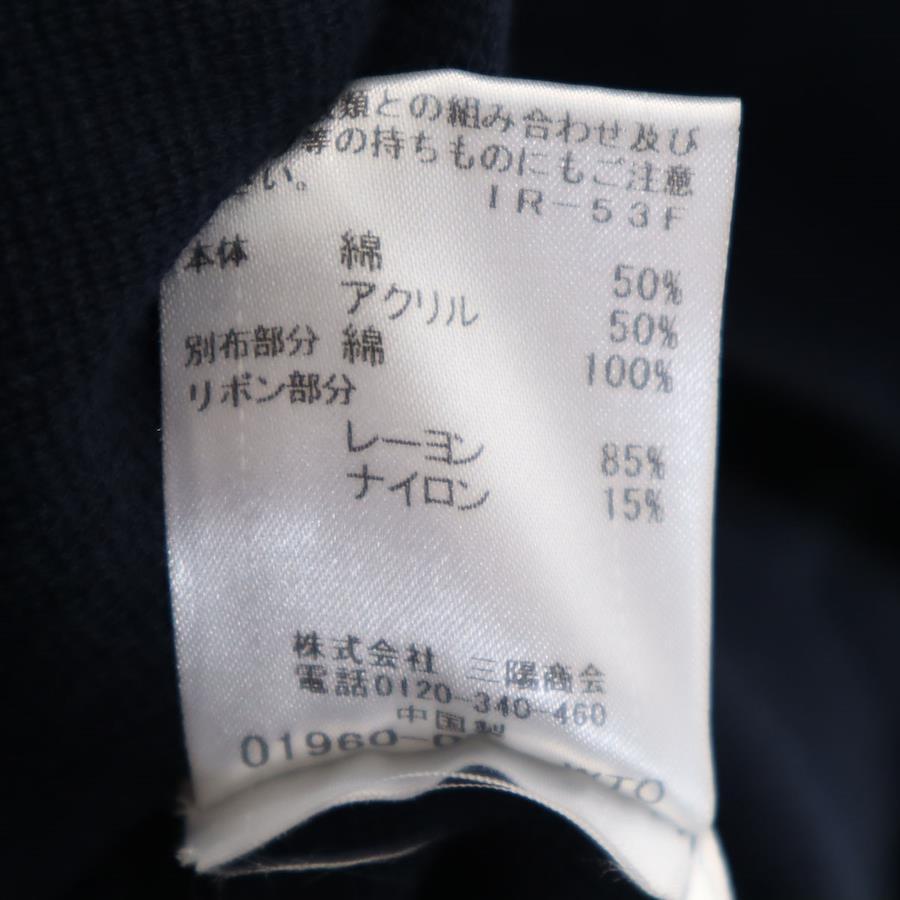 類との組み合わせ及び
等の持ちものにもご注意
さい。
IR-53F
本体 綿 50%
アクリル 50%
別布部分 綿 100%
リボン部分
レーヨン 85%
ナイロン 15%
株式会社 三陽商会
電話0120-340-460
中国製
01960-0